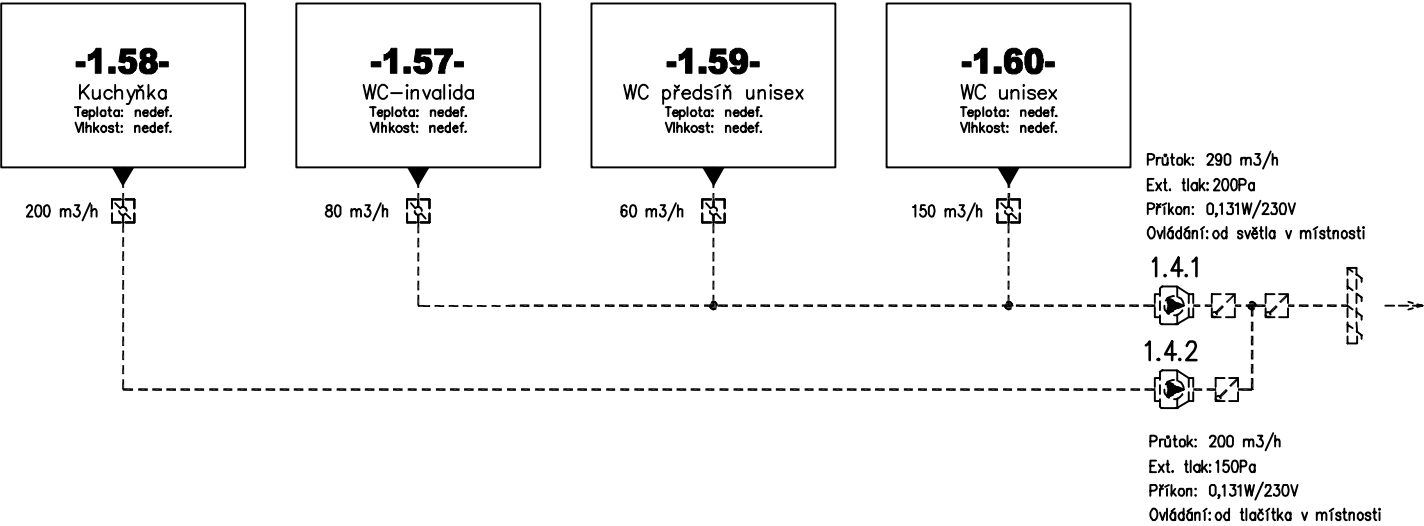 -1.58-
Kuchyňka
Teplota: nedef.
Vlhkost: nedef.
-1.57-
WC-invalida
Teplota: nedef.
Vlhkost: nedef.
-1.59-
WC předsíň unisex
Teplota: nedef.
Vlhkost: nedef.
-1.60-
WC unisex
Teplota: nedef.
Vlhkost: nedef.
200 m3/h
80 m3/h
60 m3/h
150 m3/h
Průtok: 290 m3/h
Ext. tlak: 200Pa
Příkon: 0,131W/230V
Ovládání: od světla v místnosti
1.4.1
1.4.2
Průtok: 200 m3/h
Ext. tlak: 150Pa
Příkon: 0,131W/230V
Ovládání: od tlačítka v místnosti